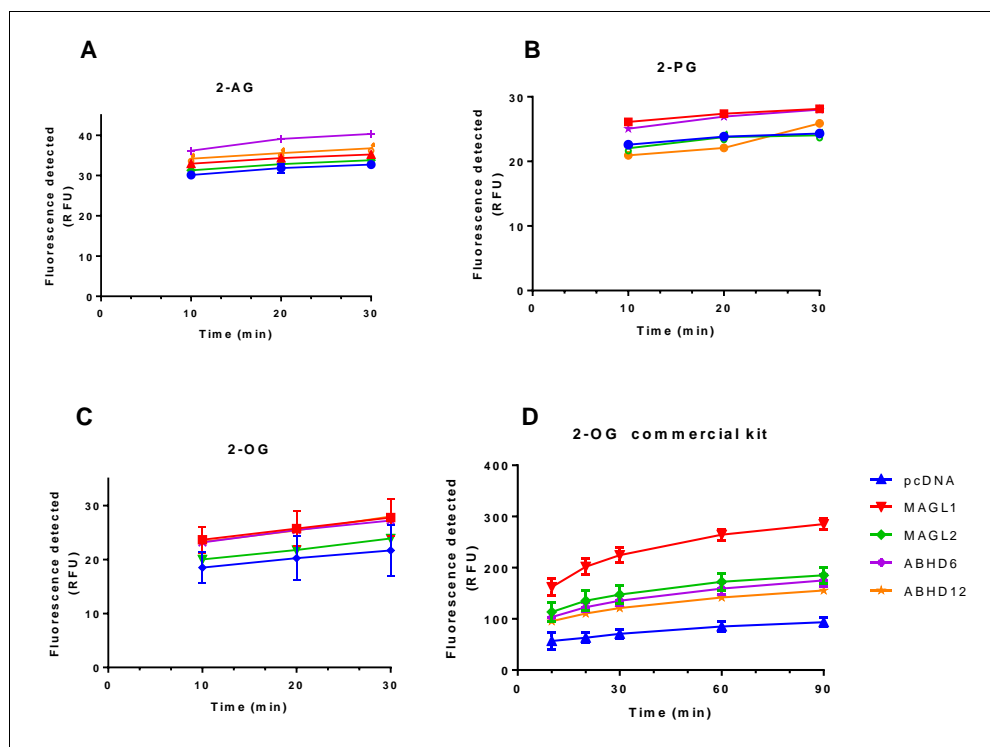 A
2-AG
Fluorescence detected
(RFU)
40
30
20
10
0
0
10
20
30
Time (min)
B
2-PG
Fluorescence detected
(RFU)
30
20
10
0
0
10
20
30
Time (min)
C
2-OG
Fluorescence detected
(RFU)
30
20
10
0
0
10
20
30
Time (min)
D
2-OG commercial kit
Fluorescence detected
(RFU)
400
300
200
100
0
0
30
60
90
Time (min)
pcDNA
MAGL1
MAGL2
ABHD6
ABHD12